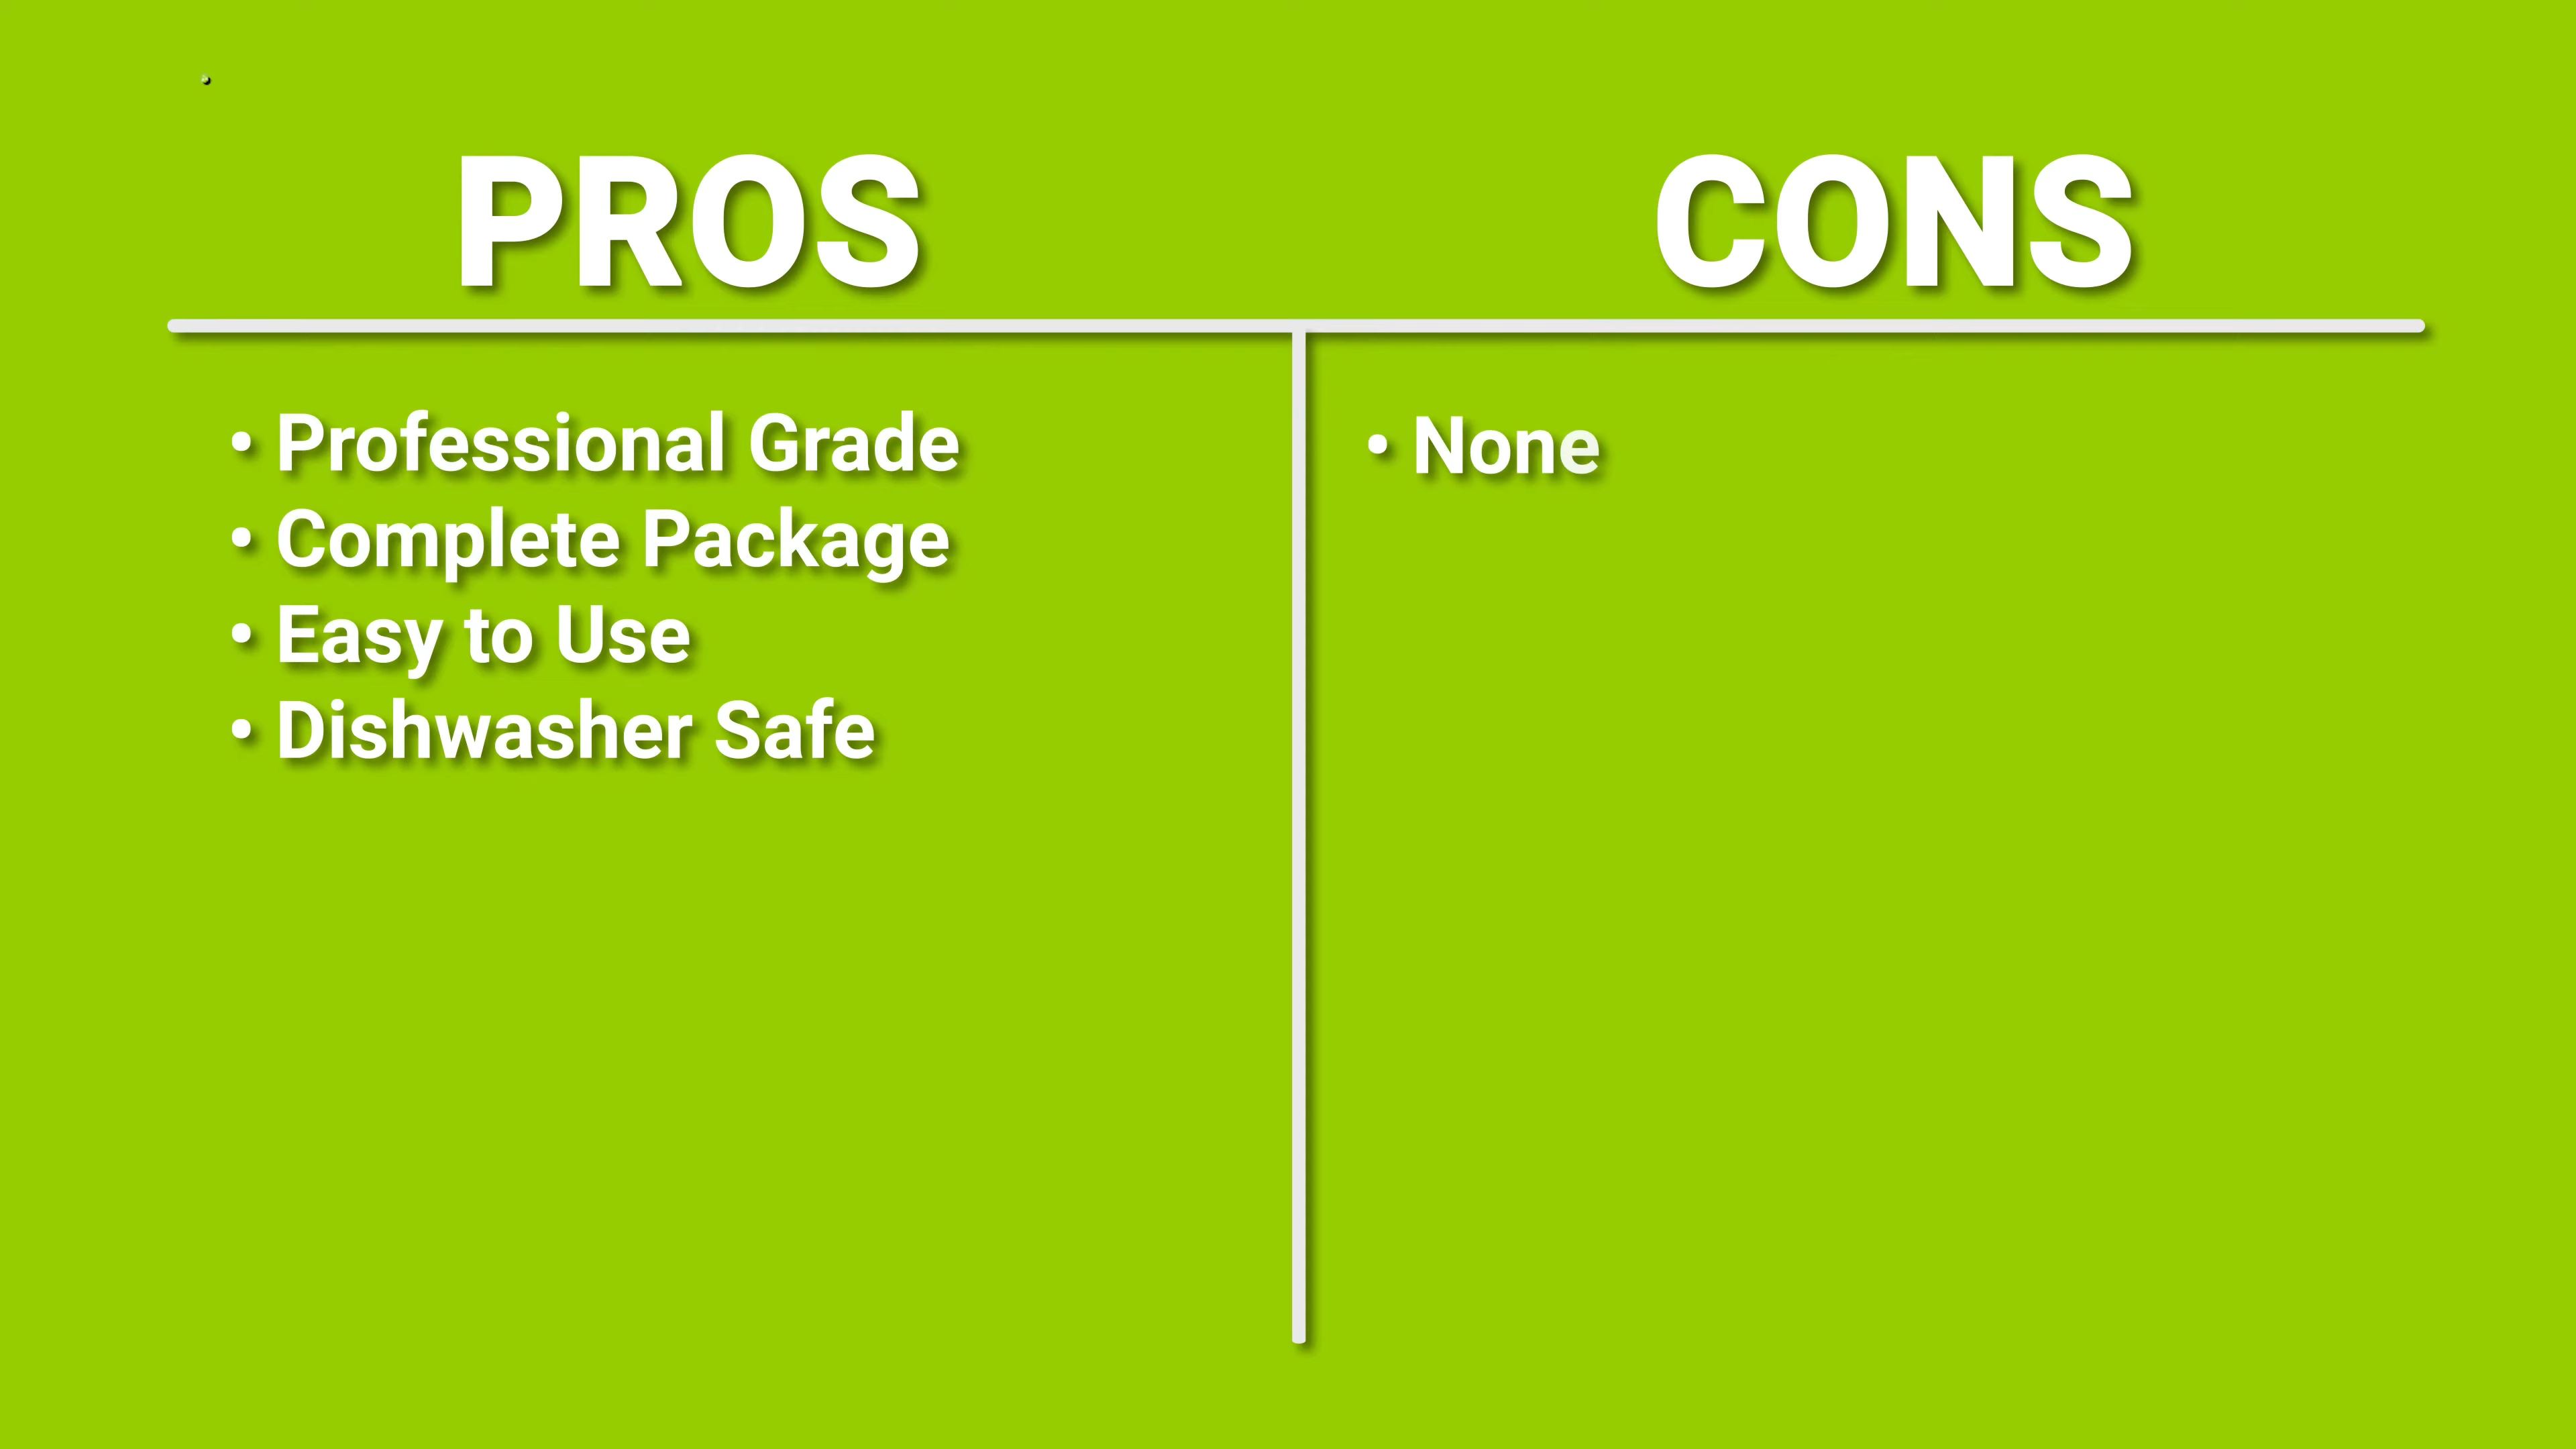 PROS
CONS
• Professional Grade
• Complete Package
• Easy to Use
• Dishwasher Safe
• None